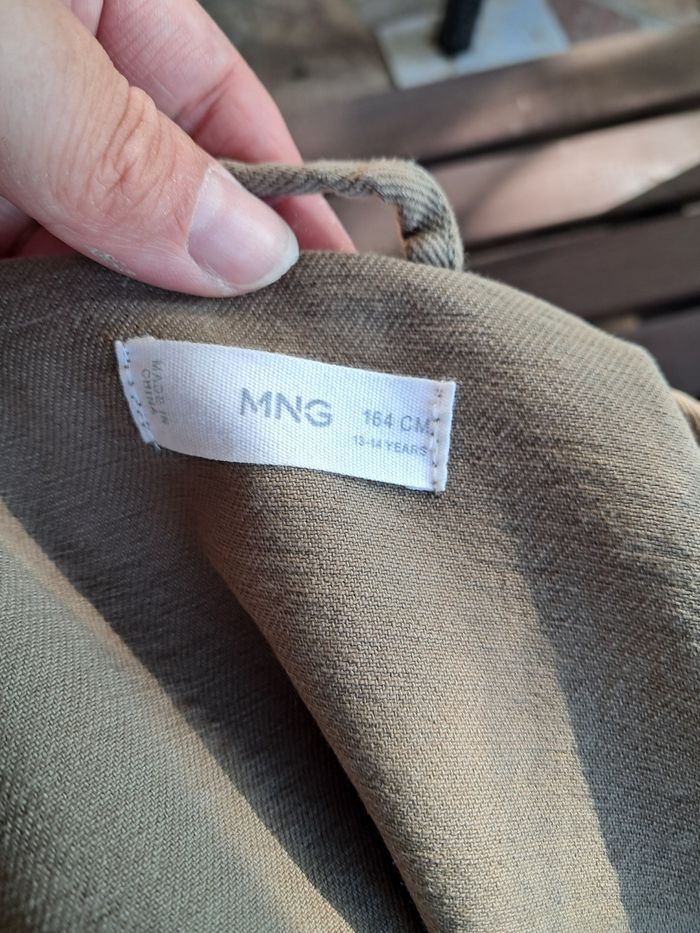 MADE IN
CHINA
MNG
164 CM
13-14 YEARS